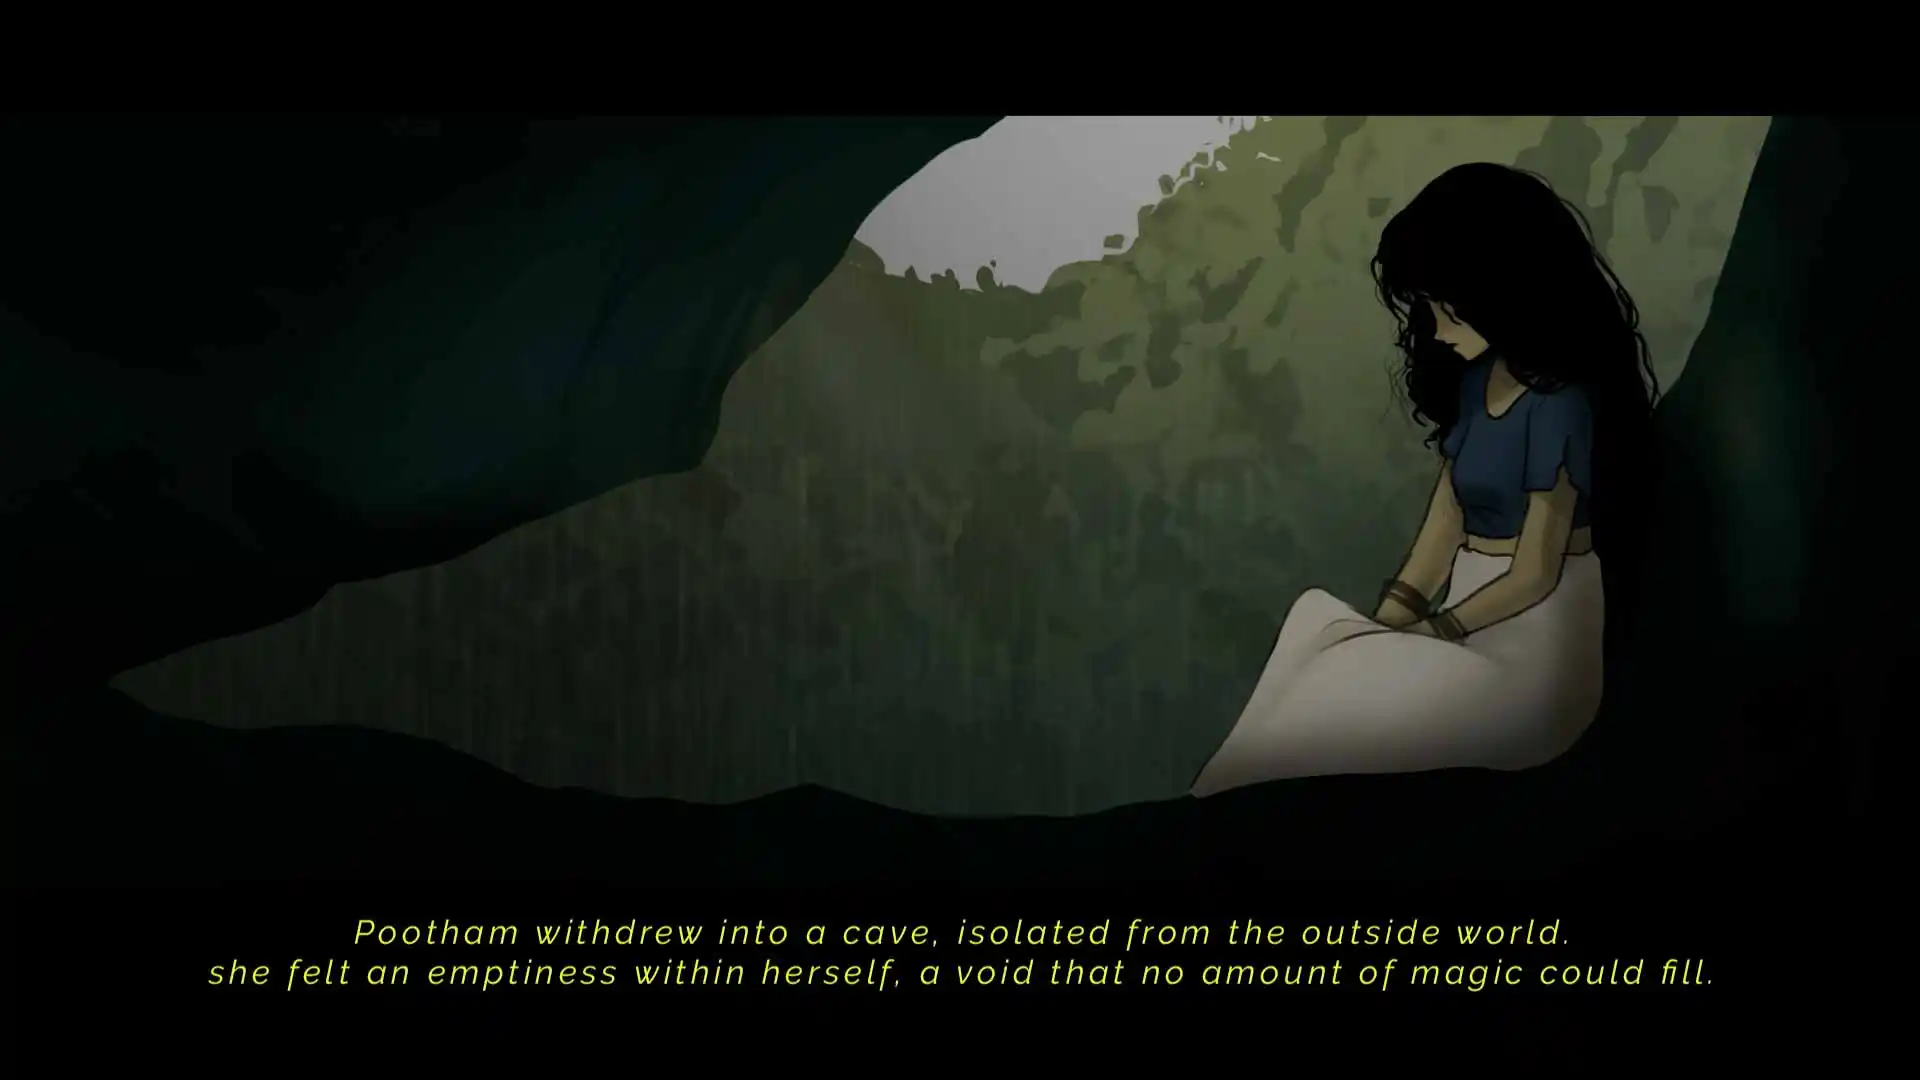 Pootham withdrew into a cave, isolated from the outside world.
she felt an emptiness within herself, a void that no amount of magic could fill.